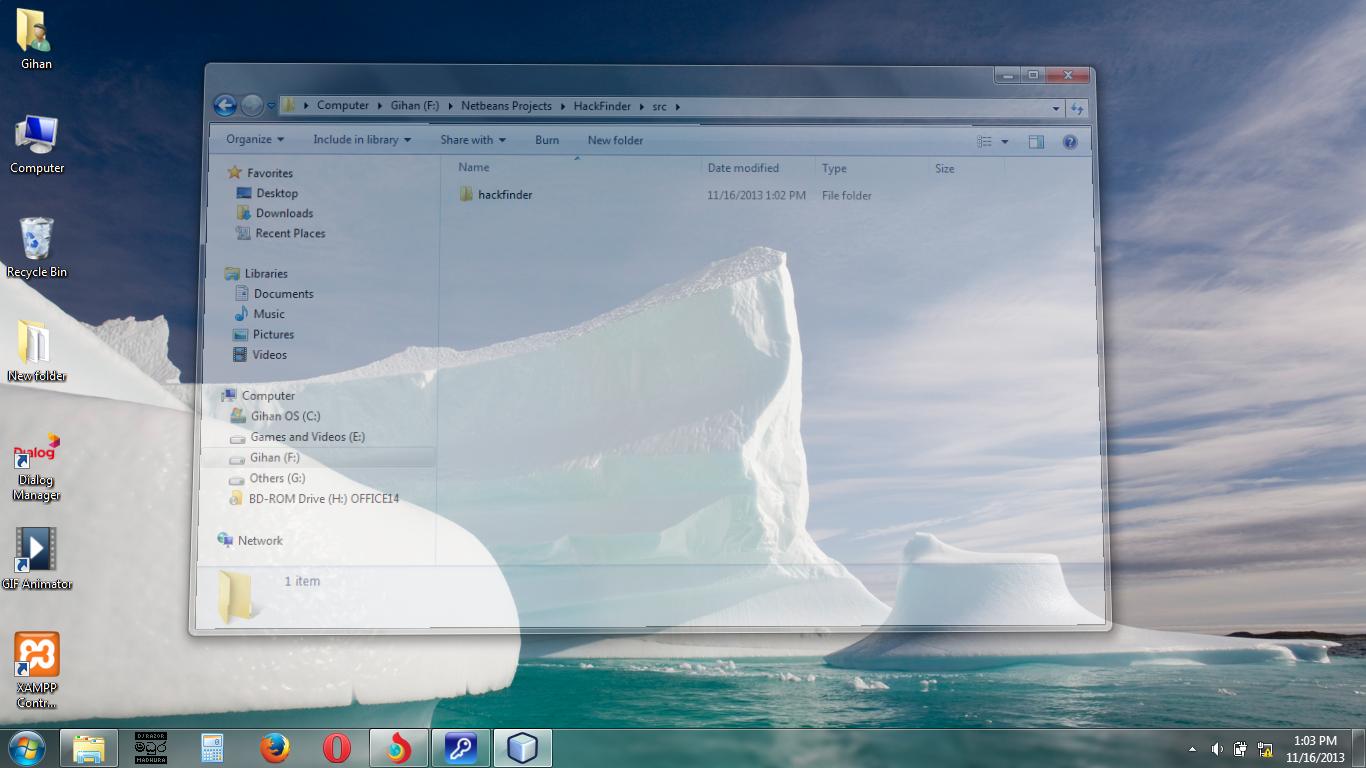 Gihan
Computer
Recycle Bin
New folder
Dialog
Dialog
Manager
GIF Animator
XAMPP
Contr...
Computer Gihan (F:) Netbeans Projects HackFinder src
Organize Include in library Share with Burn New folder
Name Date modified Type Size
hackfinder 11/16/2013 1:02 PM File folder
Favorites
Desktop
Downloads
Recent Places
Libraries
Documents
Music
Pictures
Videos
Computer
Gihan OS (C:)
Games and Videos (E:)
Gihan (F:)
Others (G:)
BD-ROM Drive (H:) OFFICE14
Network
1 item
DJ RAZOR
MADHURA
1:03 PM
11/16/2013